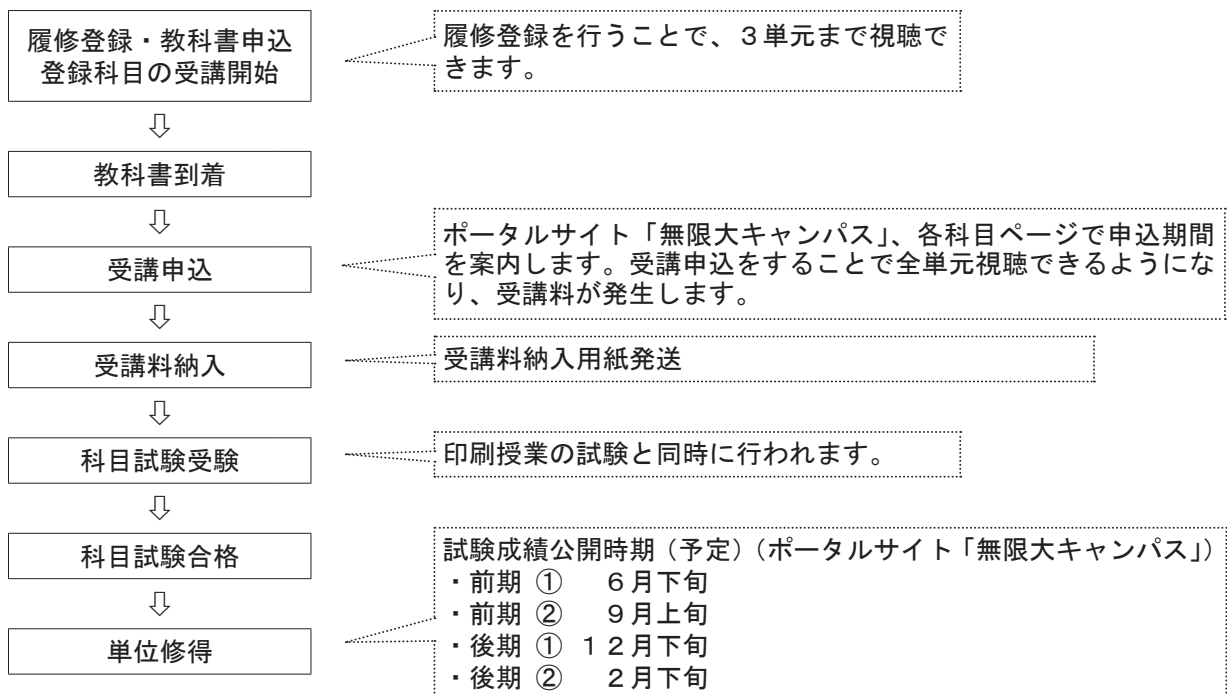 履修登録・教科書申込
登録科目の受講開始
履修登録を行うことで、３単元まで視聴で
きます。
⇩
教科書到着
⇩
受講申込
ポータルサイト「無限大キャンパス」、各科目ページで申込期間
を案内します。受講申込をすることで全単元視聴できるようにな
り、受講料が発生します。
⇩
受講料納入
受講料納入用紙発送
⇩
科目試験受験
印刷授業の試験と同時に行われます。
⇩
科目試験合格
⇩
単位修得
試験成績公開時期（予定）（ポータルサイト「無限大キャンパス」）
・前期 ①　６月下旬
・前期 ②　９月上旬
・後期 ① １２月下旬
・後期 ②　２月下旬